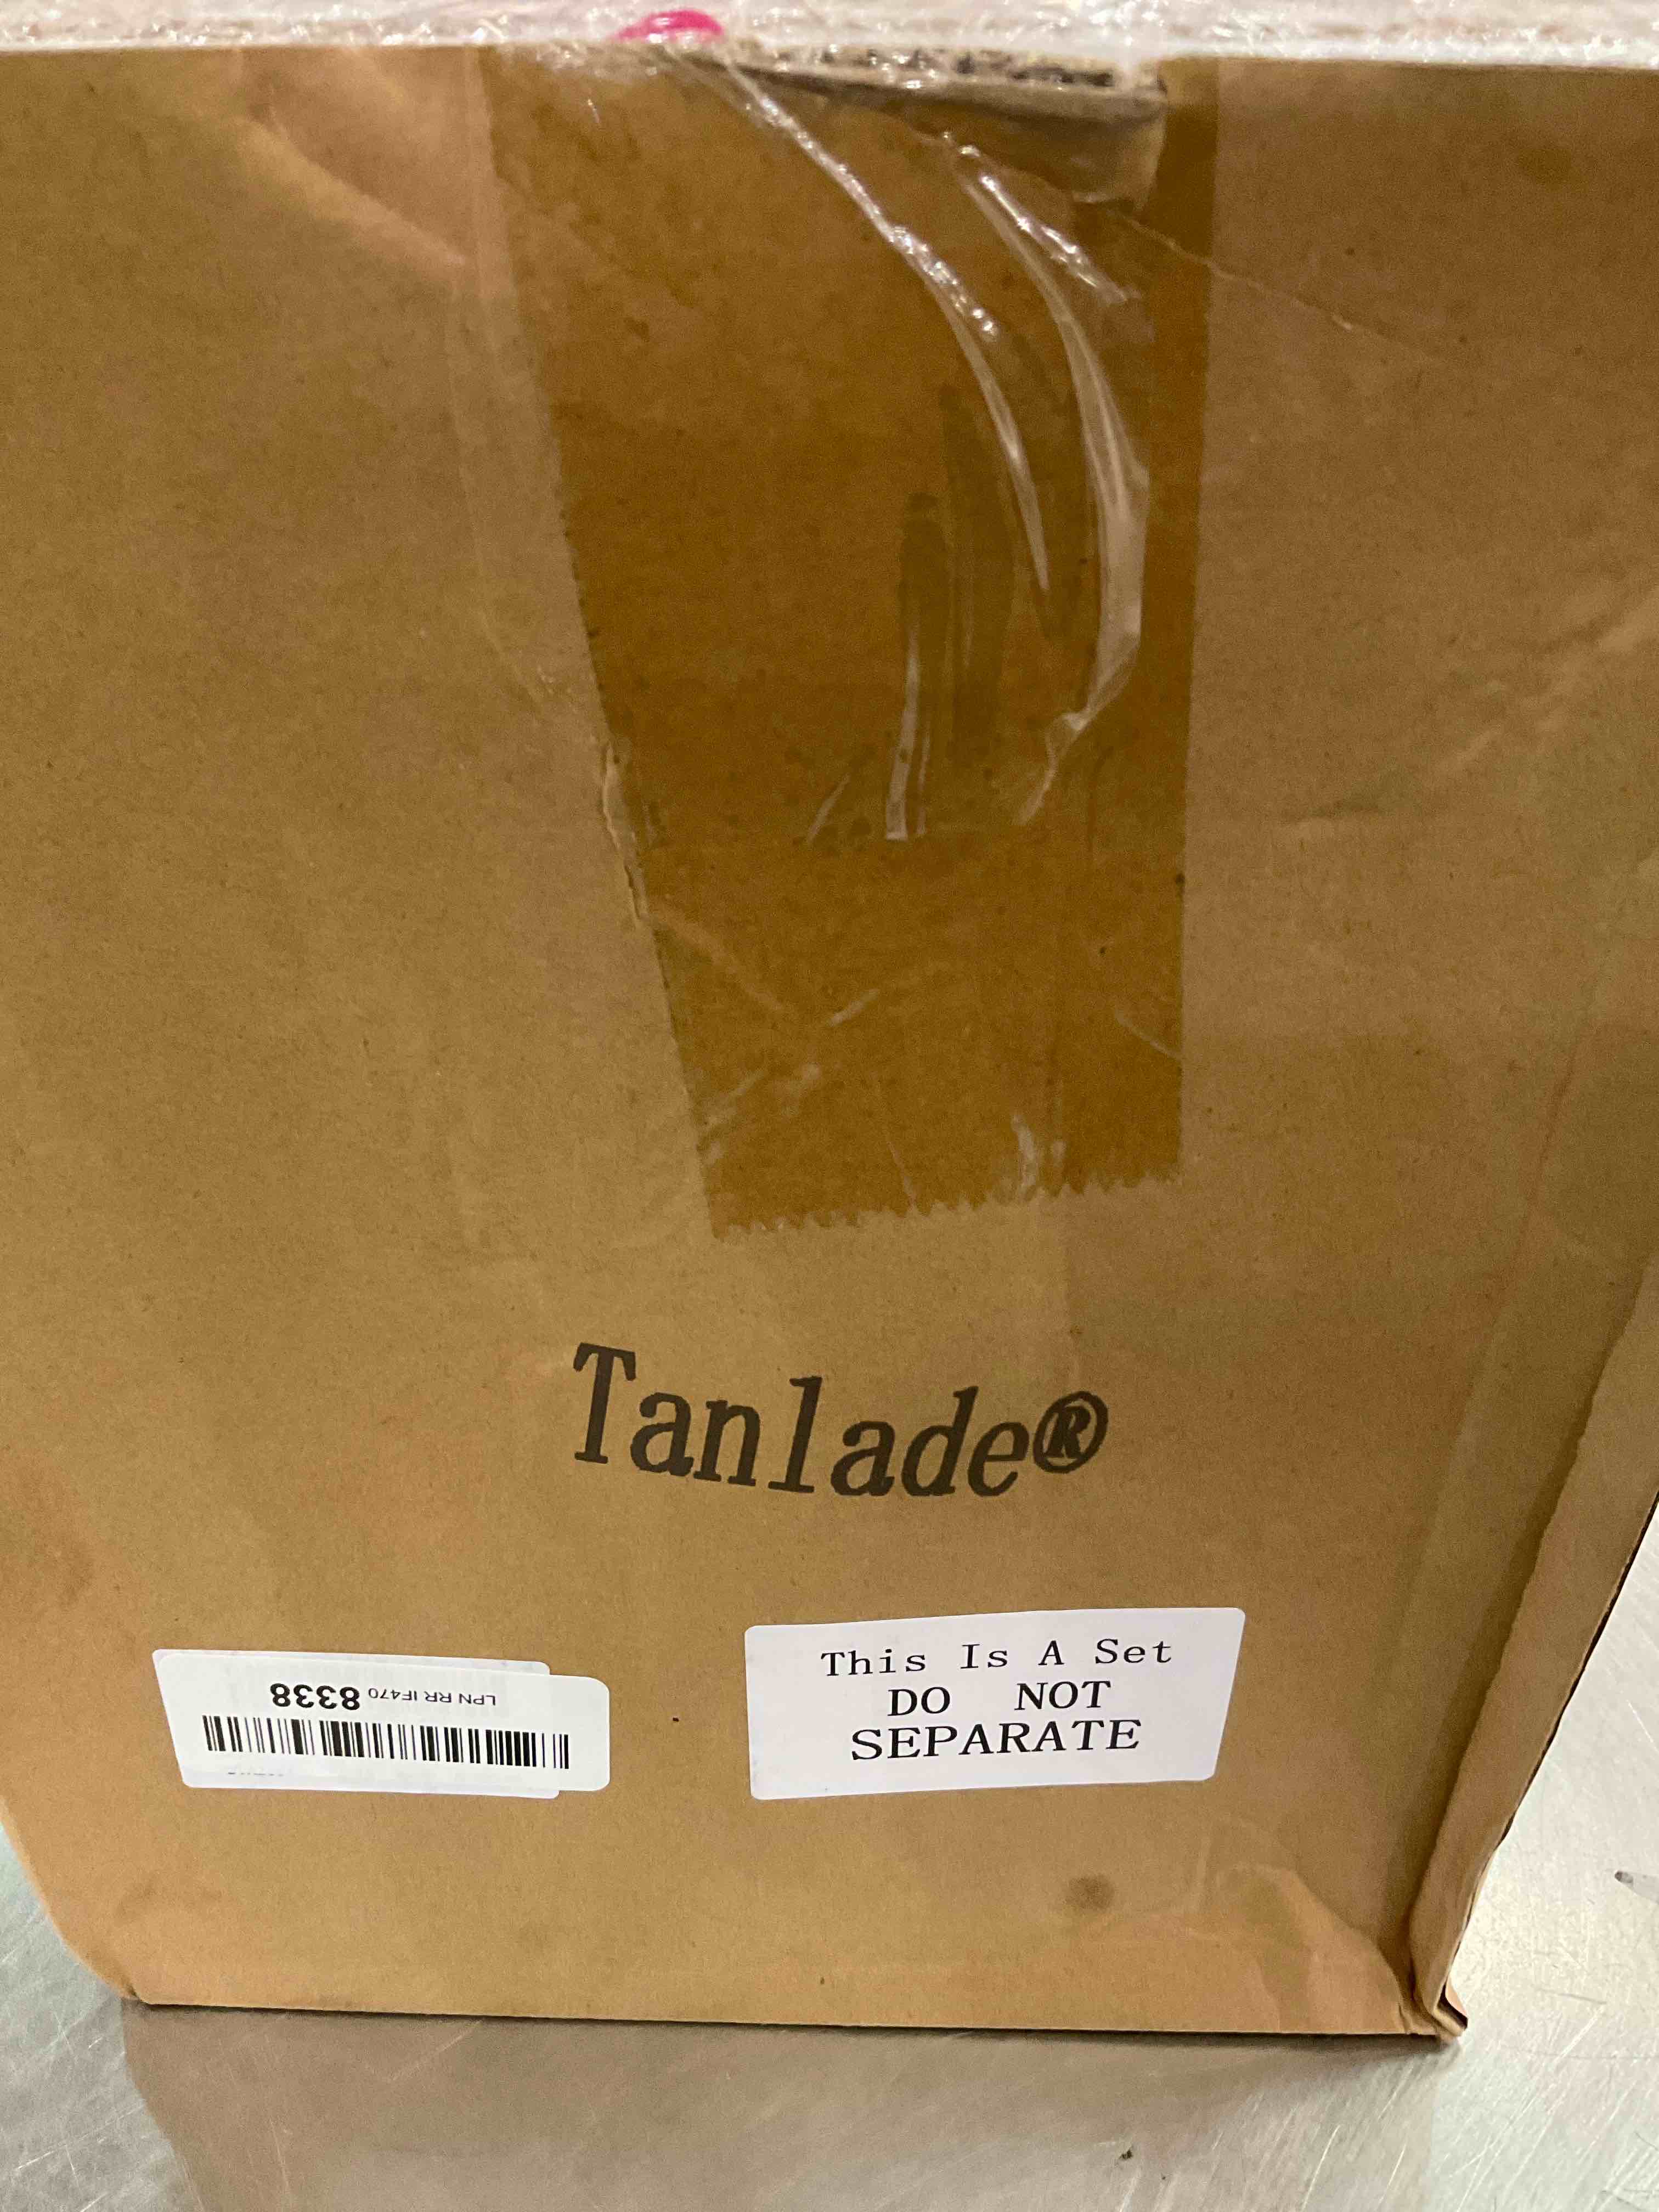 Tanlade®
This Is A Set
DO NOT
SEPARATE
LPN RR IF470 8338